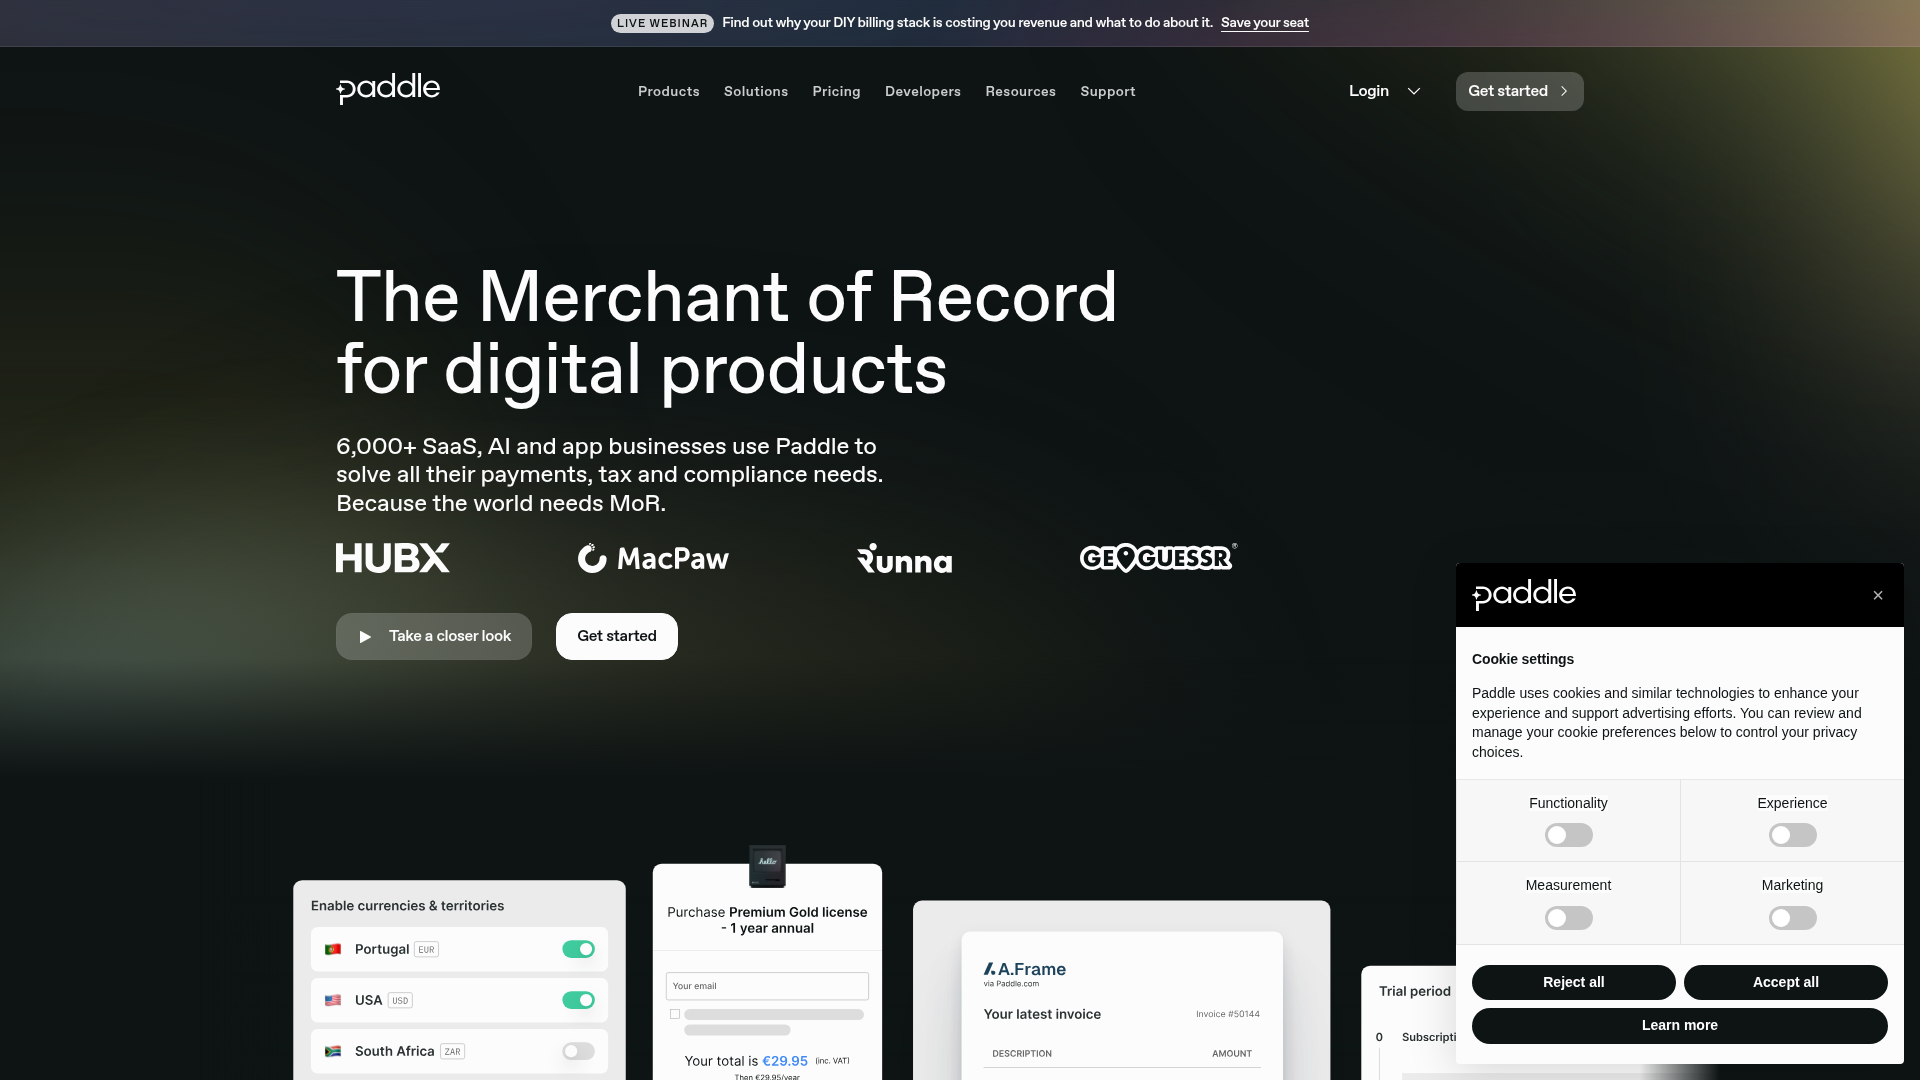 LIVE WEBINAR Find out why your DIY billing stack is costing you revenue and what to do about it. Save your seat
paddle Products Solutions Pricing Developers Resources Support Login Get started
The Merchant of Record
for digital products
6,000+ SaaS, AI and app businesses use Paddle to
solve all their payments, tax and compliance needs.
Because the world needs MoR.
HUBX MacPaw Runna GEOGUESSR®
Take a closer look Get started
Enable currencies & territories
Portugal EUR
USA USD
South Africa ZAR
hello
Purchase Premium Gold license
- 1 year annual
Your email
Your total is €29.95 (inc. VAT)
Then €29.95/year
A.Frame
via Paddle.com
Your latest invoice Invoice #50144
DESCRIPTION AMOUNT
Trial period
0 Subscripti
paddle ×
Cookie settings
Paddle uses cookies and similar technologies to enhance your
experience and support advertising efforts. You can review and
manage your cookie preferences below to control your privacy
choices.
Functionality Experience
Measurement Marketing
Reject all Accept all
Learn more